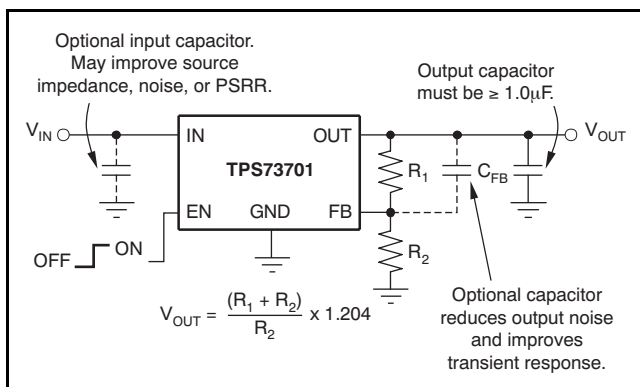 Optional input capacitor.
May improve source
impedance, noise, or PSRR.
Output capacitor
must be ≥ 1.0μF.
V_IN
IN
OUT
V_OUT
TPS73701
R_1
C_FB
EN
GND
FB
OFF
ON
R_2
V_OUT = (R_1 + R_2) / R_2 x 1.204
Optional capacitor
reduces output noise
and improves
transient response.